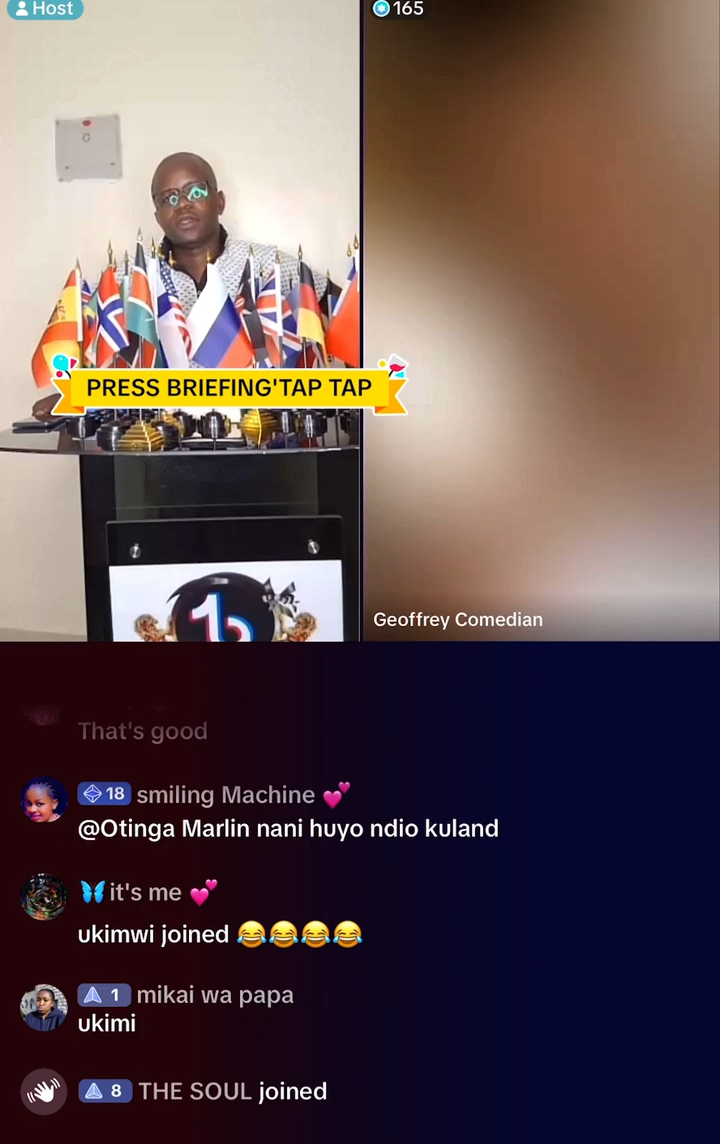 Host
165
PRESS BRIEFING'TAP TAP
Geoffrey Comedian
That's good
18 smiling Machine 💕
@Otinga Marlin nani huyo ndio kuland
🦋it's me 💕
ukimwi joined 😂😂😂😂
1 mikai wa papa
ukimi
8 THE SOUL joined